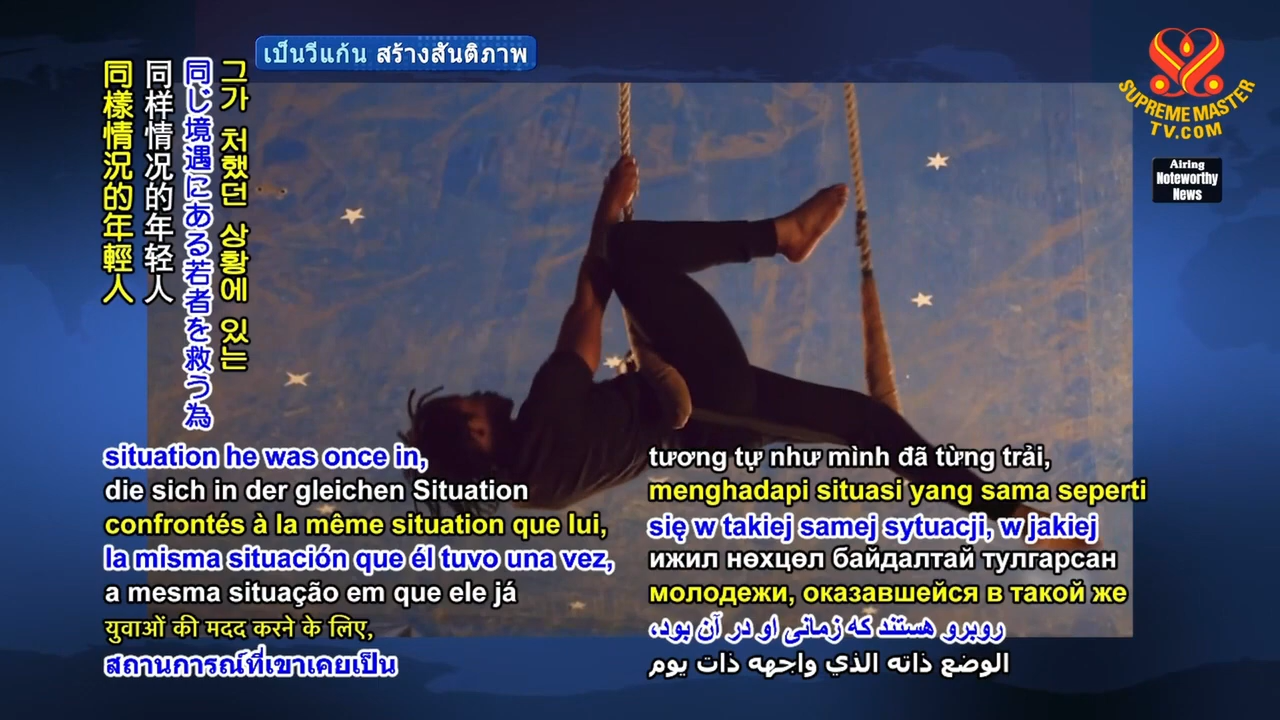 เป็นวีแก้น สร้างสันติภาพ
SUPREME MASTER
TV.COM
Airing
Noteworthy
News
그가 처했던 상황에 있는
同じ境遇にある若者を救う為
同样情况的年轻人
同樣情況的年輕人
situation he was once in,
die sich in der gleichen Situation
confrontés à la même situation que lui,
la misma situación que él tuvo una vez,
a mesma situação em que ele já
युवाओं की मदद करने के लिए,
สถานการณ์ที่เขาเคยเป็น
tương tự như mình đã từng trải,
menghadapi situasi yang sama seperti
się w takiej samej sytuacji, w jakiej
ижил нөхцөл байдалтай тулгарсан
молодежи, оказавшейся в такой же
روبرو هستند که زمانی او در آن بود،
الوضع ذاته الذي واجهه ذات يوم